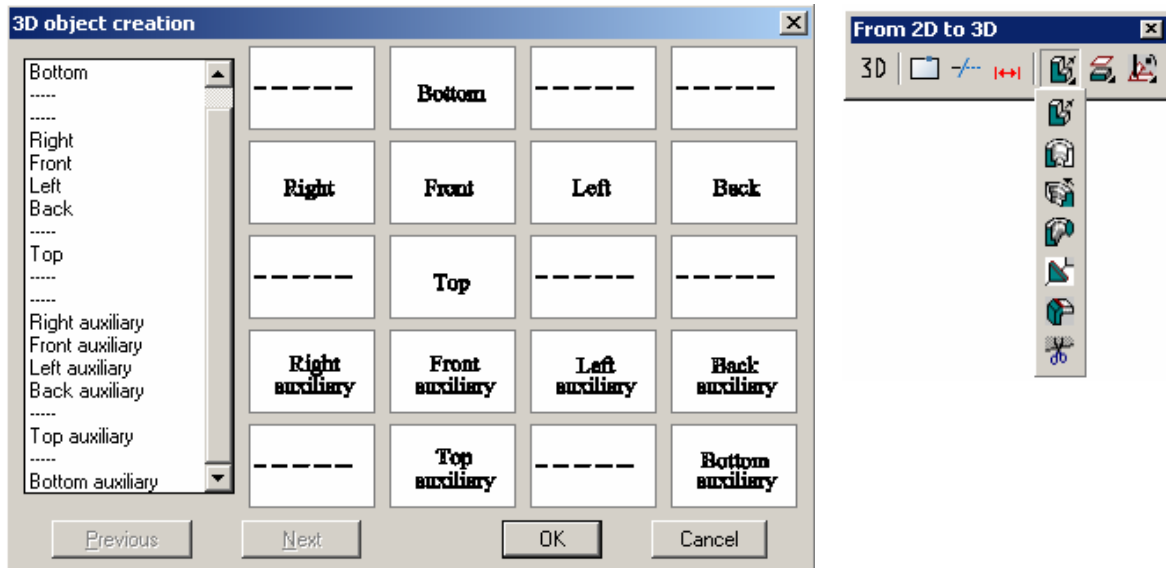 3D object creation
Bottom
-----
-----
Right
Front
Left
Back
-----
Top
-----
-----
Right auxiliary
Front auxiliary
Left auxiliary
Back auxiliary
-----
Top auxiliary
-----
Bottom auxiliary
----- Bottom ----- -----
Right Front Left Back
----- Top ----- -----
Right auxiliary
Front auxiliary
Left auxiliary
Back auxiliary
-----
Top auxiliary
-----
Bottom auxiliary
Previous Next OK Cancel
From 2D to 3D
3D